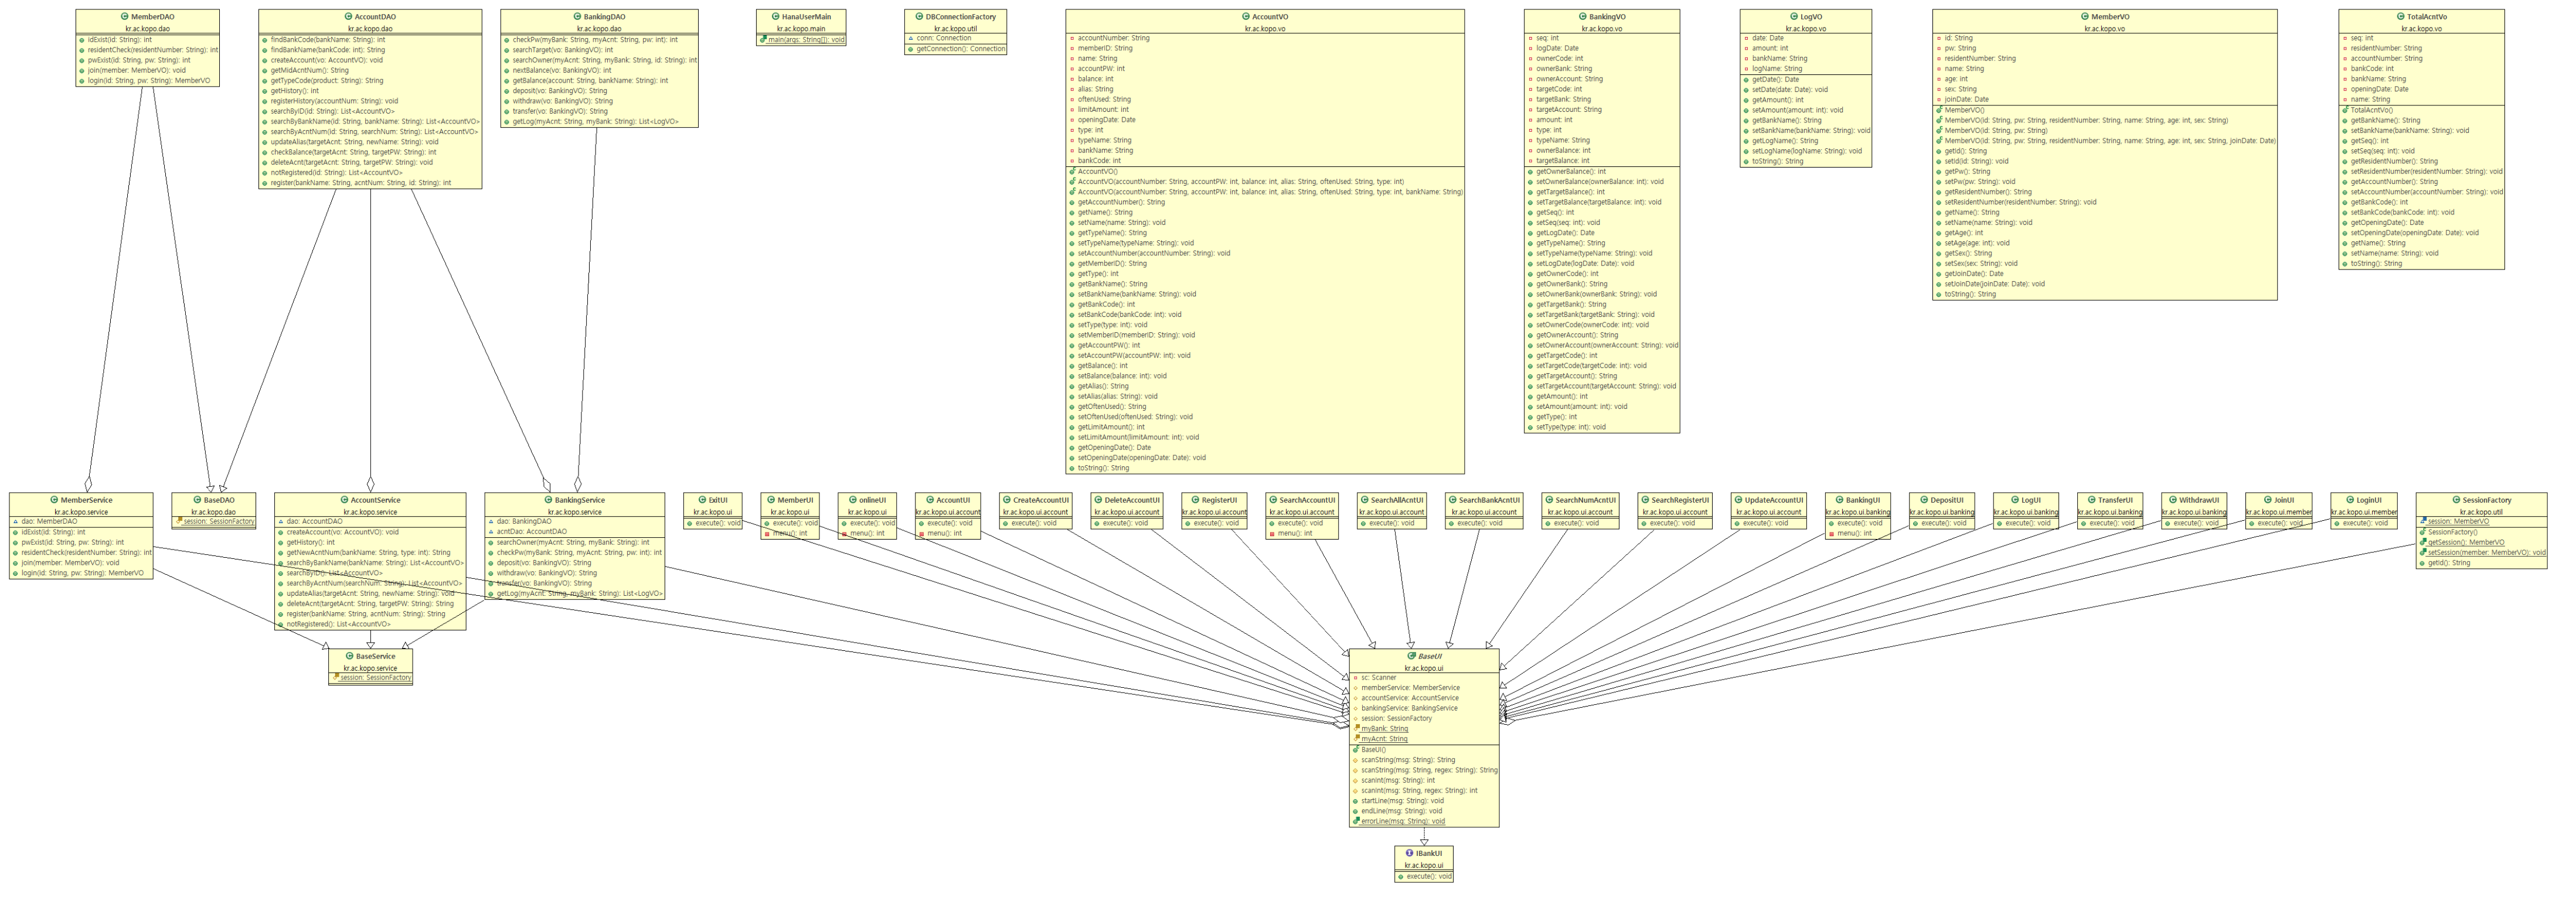 MemberDAO
kr.ac.kopo.dao
idExist(id: String): int
residentCheck(residentNumber: String): int
pwExist(id: String, pw: String): int
join(member: MemberVO): void
login(id: String, pw: String): MemberVO
AccountDAO
kr.ac.kopo.dao
findBankCode(bankName: String): int
findBankName(bankCode: int): String
createAccount(vo: AccountVO): void
getMidAcntNum(): String
getTypeCode(product: String): String
getHistory(): int
registerHistory(accountNum: String): void
searchByID(id: String): List<AccountVO>
searchByBankName(id: String, bankName: String): List<AccountVO>
searchByAcntNum(id: String, searchNum: String): List<AccountVO>
updateAlias(targetAcnt: String, newName: String): void
checkBalance(targetAcnt: String, targetPW: String): int
deleteAcnt(targetAcnt: String, targetPW: String): void
notRegistered(id: String): List<AccountVO>
register(bankName: String, acntNum: String, id: String): int
BankingDAO
kr.ac.kopo.dao
checkPw(myBank: String, myAcnt: String, pw: int): int
searchTarget(vo: BankingVO): int
searchOwner(myAcnt: String, myBank: String, id: String): int
nextBalance(vo: BankingVO): int
getBalance(account: String, bankName: String): int
deposit(vo: BankingVO): String
withdraw(vo: BankingVO): String
transfer(vo: BankingVO): String
getLog(myAcnt: String, myBank: String): List<LogVO>
HanaUserMain
kr.ac.kopo.main
main(args: String[]): void
DBConnectionFactory
kr.ac.kopo.util
conn: Connection
getConnection(): Connection
AccountVO
kr.ac.kopo.vo
accountNumber: String
memberID: String
name: String
accountPW: int
balance: int
alias: String
oftenUsed: String
limitAmount: int
openingDate: Date
type: int
typeName: String
bankName: String
bankCode: int
AccountVO()
AccountVO(accountNumber: String, accountPW: int, balance: int, alias: String, oftenUsed: String, type: int)
AccountVO(accountNumber: String, accountPW: int, balance: int, alias: String, oftenUsed: String, type: int, bankName: String)
getAccountNumber(): String
getName(): String
setName(name: String): void
getTypeName(): String
setTypeName(typeName: String): void
setAccountNumber(accountNumber: String): void
getMemberID(): String
getType(): int
getBankName(): String
setBankName(bankName: String): void
getBankCode(): int
setBankCode(bankCode: int): void
setType(type: int): void
setMemberID(memberID: String): void
getAccountPW(): int
setAccountPW(accountPW: int): void
getBalance(): int
setBalance(balance: int): void
getAlias(): String
setAlias(alias: String): void
getOftenUsed(): String
setOftenUsed(oftenUsed: String): void
getLimitAmount(): int
setLimitAmount(limitAmount: int): void
getOpeningDate(): Date
setOpeningDate(openingDate: Date): void
toString(): String
BankingVO
kr.ac.kopo.vo
seq: int
logDate: Date
ownerCode: int
ownerBank: String
ownerAccount: String
targetCode: int
targetBank: String
targetAccount: String
amount: int
type: int
typeName: String
ownerBalance: int
targetBalance: int
getOwnerBalance(): int
setOwnerBalance(ownerBalance: int): void
getTargetBalance(): int
setTargetBalance(targetBalance: int): void
getSeq(): int
setSeq(seq: int): void
getLogDate(): Date
getTypeName(): String
setTypeName(typeName: String): void
setLogDate(logDate: Date): void
getOwnerCode(): int
getOwnerBank(): String
setOwnerBank(ownerBank: String): void
getTargetBank(): String
setTargetBank(targetBank: String): void
setOwnerCode(ownerCode: int): void
getOwnerAccount(): String
setOwnerAccount(ownerAccount: String): void
getTargetCode(): int
setTargetCode(targetCode: int): void
getTargetAccount(): String
setTargetAccount(targetAccount: String): void
getAmount(): int
setAmount(amount: int): void
getType(): int
setType(type: int): void
LogVO
kr.ac.kopo.vo
date: Date
amount: int
bankName: String
logName: String
getDate(): Date
setDate(date: Date): void
getAmount(): int
setAmount(amount: int): void
getBankName(): String
setBankName(bankName: String): void
getLogName(): String
setLogName(logName: String): void
toString(): String
MemberVO
kr.ac.kopo.vo
id: String
pw: String
residentNumber: String
name: String
age: int
sex: String
joinDate: Date
MemberVO()
MemberVO(id: String, pw: String, residentNumber: String, name: String, age: int, sex: String)
MemberVO(id: String, pw: String)
MemberVO(id: String, pw: String, residentNumber: String, name: String, age: int, sex: String, joinDate: Date)
getId(): String
setId(id: String): void
getPw(): String
setPw(pw: String): void
getResidentNumber(): String
setResidentNumber(residentNumber: String): void
getName(): String
setName(name: String): void
getAge(): int
setAge(age: int): void
getSex(): String
setSex(sex: String): void
getJoinDate(): Date
setJoinDate(joinDate: Date): void
toString(): String
TotalAcntVo
kr.ac.kopo.vo
seq: int
residentNumber: String
accountNumber: String
bankCode: int
bankName: String
openingDate: Date
name: String
TotalAcntVo()
getBankName(): String
setBankName(bankName: String): void
getSeq(): int
setSeq(seq: int): void
getResidentNumber(): String
setResidentNumber(residentNumber: String): void
getAccountNumber(): String
setAccountNumber(accountNumber: String): void
getBankCode(): int
setBankCode(bankCode: int): void
getOpeningDate(): Date
setOpeningDate(openingDate: Date): void
getName(): String
setName(name: String): void
toString(): String
MemberService
kr.ac.kopo.service
dao: MemberDAO
idExist(id: String): int
pwExist(id: String, pw: String): int
residentCheck(residentNumber: String): int
join(member: MemberVO): void
login(id: String, pw: String): MemberVO
BaseDAO
kr.ac.kopo.dao
session: SessionFactory
AccountService
kr.ac.kopo.service
dao: AccountDAO
createAccount(vo: AccountVO): void
getHistory(): int
getNewAcntNum(bankName: String, type: int): String
searchByBankName(bankName: String): List<AccountVO>
searchByID(): List<AccountVO>
searchByAcntNum(searchNum: String): List<AccountVO>
updateAlias(targetAcnt: String, newName: String): void
deleteAcnt(targetAcnt: String, targetPW: String): String
register(bankName: String, acntNum: String): String
notRegistered(): List<AccountVO>
BankingService
kr.ac.kopo.service
dao: BankingDAO
acntDao: AccountDAO
searchOwner(myAcnt: String, myBank: String): int
checkPw(myBank: String, myAcnt: String, pw: int): int
deposit(vo: BankingVO): String
withdraw(vo: BankingVO): String
transfer(vo: BankingVO): String
getLog(myAcnt: String, myBank: String): List<LogVO>
ExitUI
kr.ac.kopo.ui
execute(): void
MemberUI
kr.ac.kopo.ui
execute(): void
menu(): int
onlineUI
kr.ac.kopo.ui
execute(): void
menu(): int
AccountUI
kr.ac.kopo.ui.account
execute(): void
menu(): int
CreateAccountUI
kr.ac.kopo.ui.account
execute(): void
DeleteAccountUI
kr.ac.kopo.ui.account
execute(): void
RegisterUI
kr.ac.kopo.ui.account
execute(): void
SearchAccountUI
kr.ac.kopo.ui.account
execute(): void
menu(): int
SearchAllAcntUI
kr.ac.kopo.ui.account
execute(): void
SearchBankAcntUI
kr.ac.kopo.ui.account
execute(): void
SearchNumAcntUI
kr.ac.kopo.ui.account
execute(): void
SearchRegisterUI
kr.ac.kopo.ui.account
execute(): void
UpdateAccountUI
kr.ac.kopo.ui.account
execute(): void
BankingUI
kr.ac.kopo.ui.banking
execute(): void
menu(): int
DepositUI
kr.ac.kopo.ui.banking
execute(): void
LogUI
kr.ac.kopo.ui.banking
execute(): void
TransferUI
kr.ac.kopo.ui.banking
execute(): void
WithdrawUI
kr.ac.kopo.ui.banking
execute(): void
JoinUI
kr.ac.kopo.ui.member
execute(): void
LoginUI
kr.ac.kopo.ui.member
execute(): void
SessionFactory
kr.ac.kopo.util
session: MemberVO
SessionFactory()
getSession(): MemberVO
setSession(member: MemberVO): void
getId(): String
BaseService
kr.ac.kopo.service
session: SessionFactory
BaseUI
kr.ac.kopo.ui
sc: Scanner
memberService: MemberService
accountService: AccountService
bankingService: BankingService
session: SessionFactory
myBank: String
myAcnt: String
BaseUI()
scanString(msg: String): String
scanString(msg: String, regex: String): String
scanInt(msg: String): int
scanInt(msg: String, regex: String): int
startLine(msg: String): void
endLine(msg: String): void
errorLine(msg: String): void
IBankUI
kr.ac.kopo.ui
execute(): void